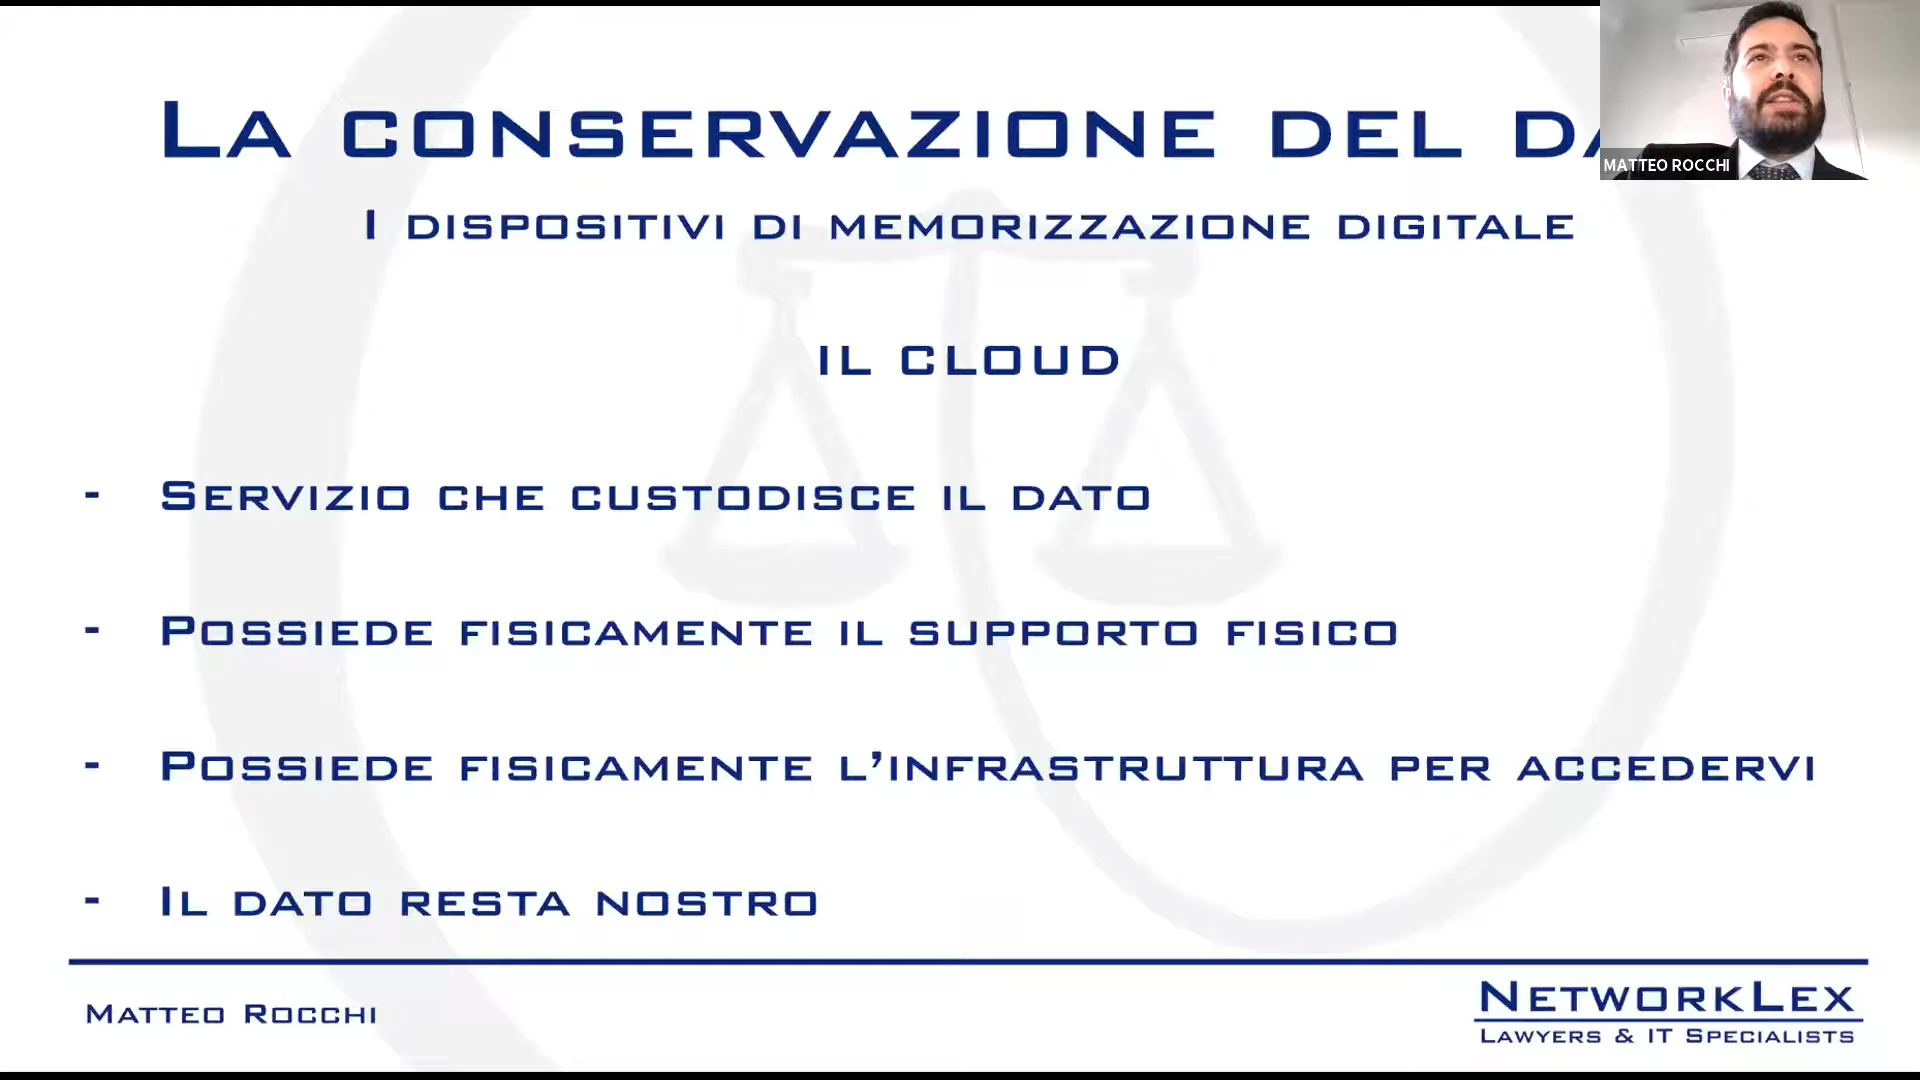 La conservazione del
I dispositivi di memorizzazione digitale
il cloud
- Servizio che custodisce il dato
- Possiede fisicamente il supporto fisico
- Possiede fisicamente l’infrastruttura per accedervi
- Il dato resta nostro
Matteo Rocchi
NetworkLex
Lawyers & IT Specialists
MATTEO ROCCHI